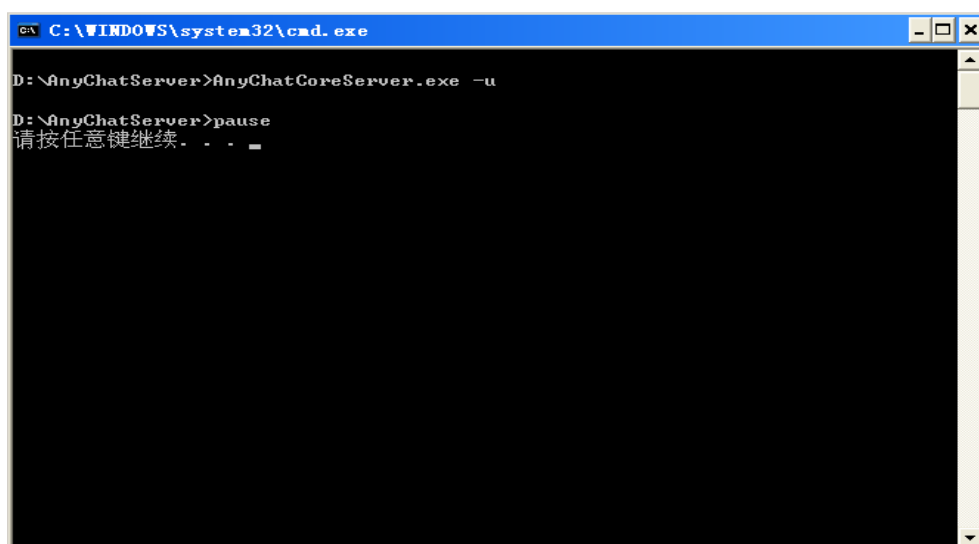 C:\WINDOWS\system32\cmd.exe
D:\AnyChatServer>AnyChatCoreServer.exe -u
D:\AnyChatServer>pause
请按任意键继续. . .